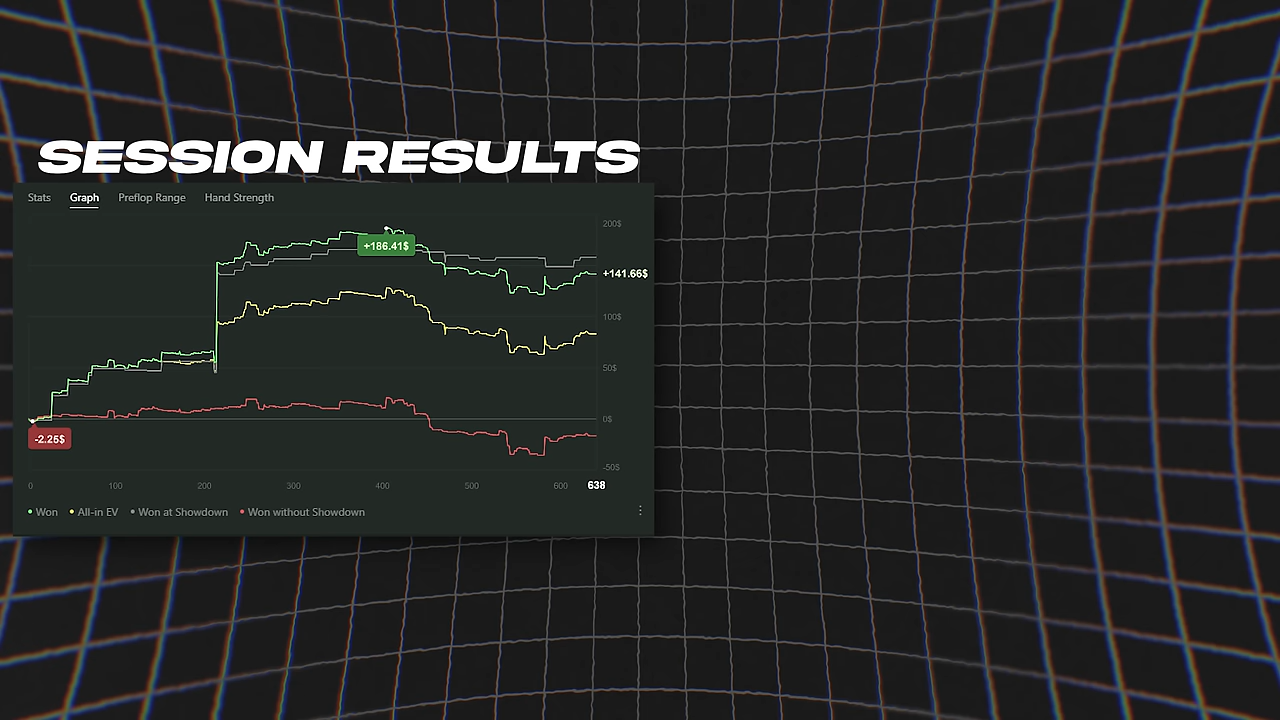 SESSION RESULTS
Stats Graph Preflop Range Hand Strength
200$
+186.41$
+141.66$
100$
50$
0$
-2.25$
-50$
0 100 200 300 400 500 600 638
Won All-in EV Won at Showdown Won without Showdown